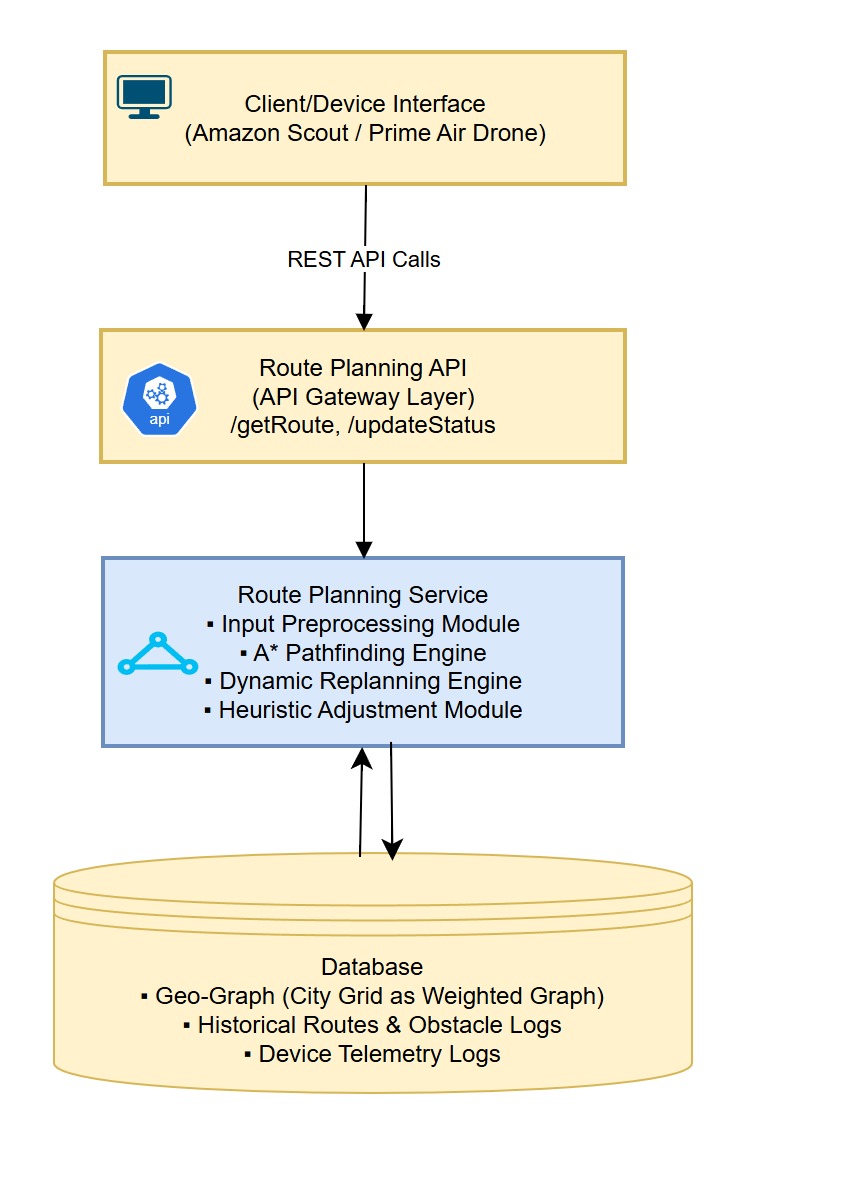 Client/Device Interface
(Amazon Scout / Prime Air Drone)
REST API Calls
Route Planning API
(API Gateway Layer)
/getRoute, /updateStatus
api
Route Planning Service
▪ Input Preprocessing Module
▪ A* Pathfinding Engine
▪ Dynamic Replanning Engine
▪ Heuristic Adjustment Module
Database
▪ Geo-Graph (City Grid as Weighted Graph)
▪ Historical Routes & Obstacle Logs
▪ Device Telemetry Logs